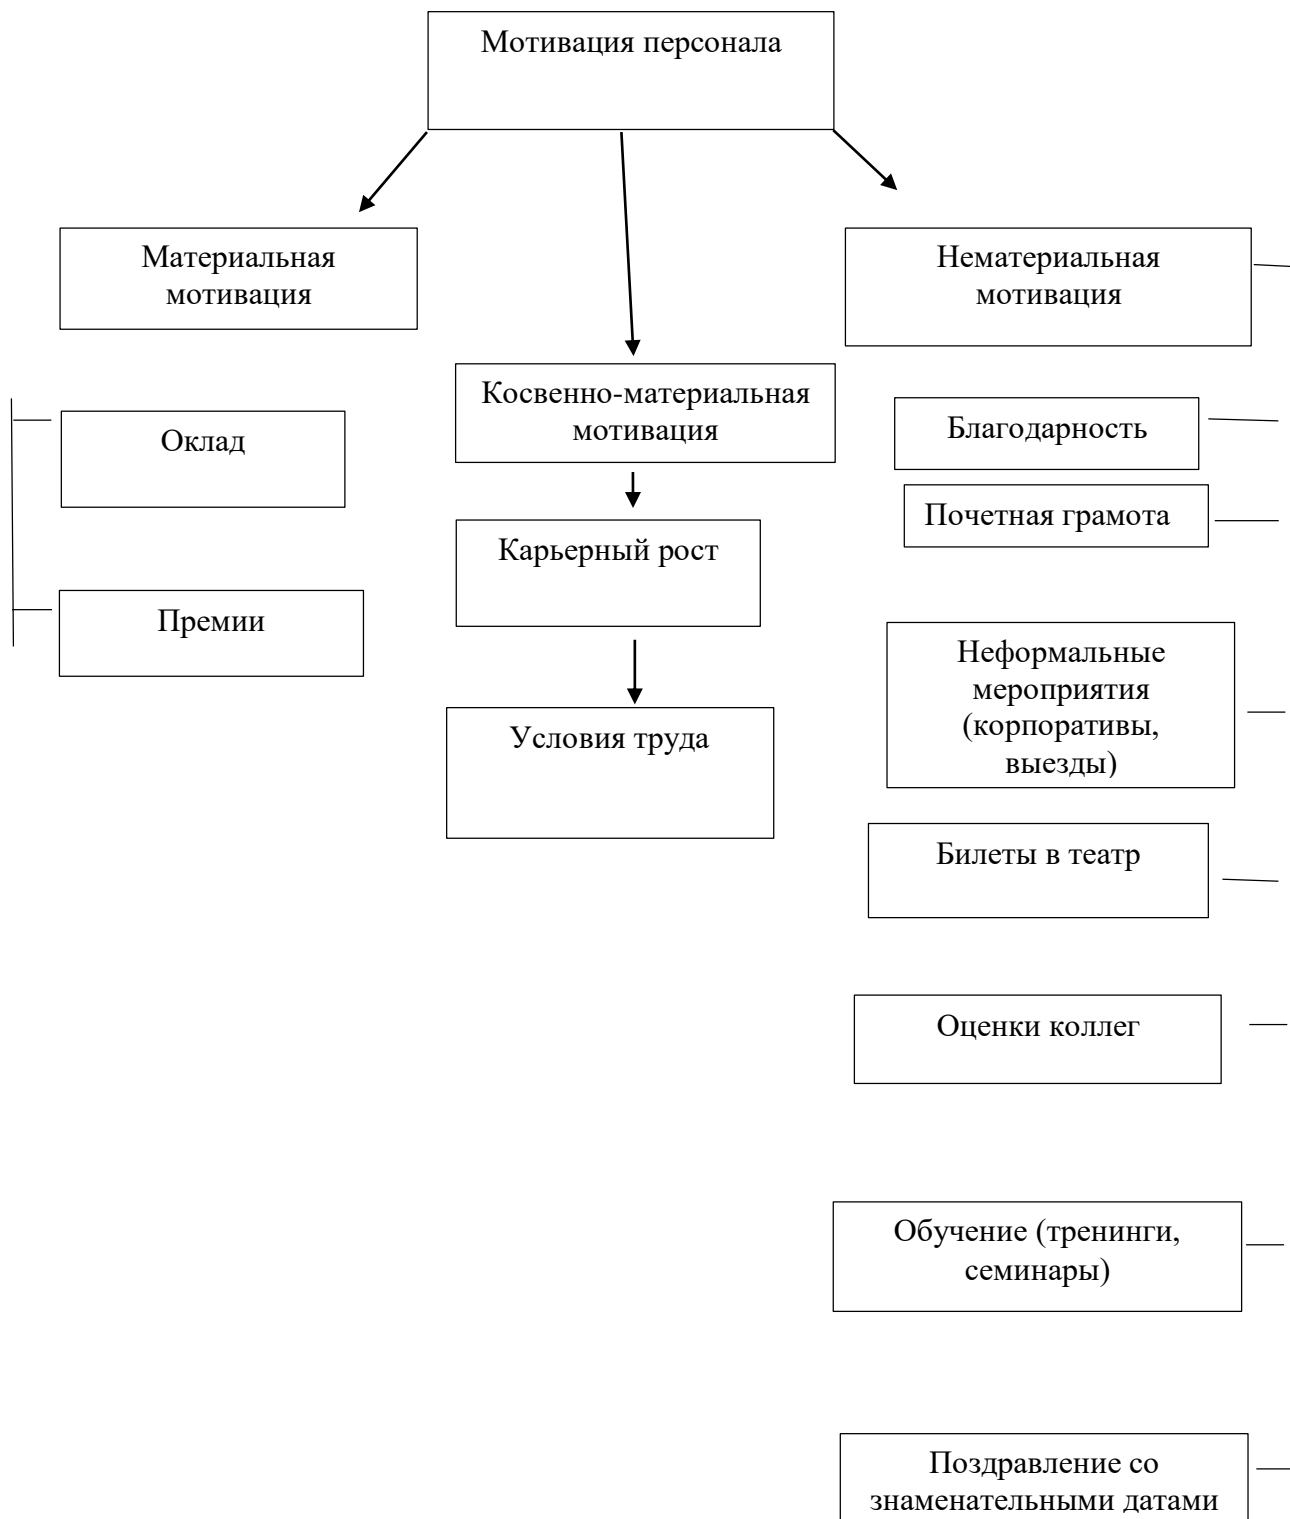 Мотивация персонала
Материальная
мотивация
Нематериальная
мотивация
Косвенно-материальная
мотивация
Оклад
Благодарность
Почетная грамота
Карьерный рост
Премии
Неформальные
мероприятия
(корпоративы,
выезды)
Условия труда
Билеты в театр
Оценки коллег
Обучение (тренинги,
семинары)
Поздравление со
знаменательными датами